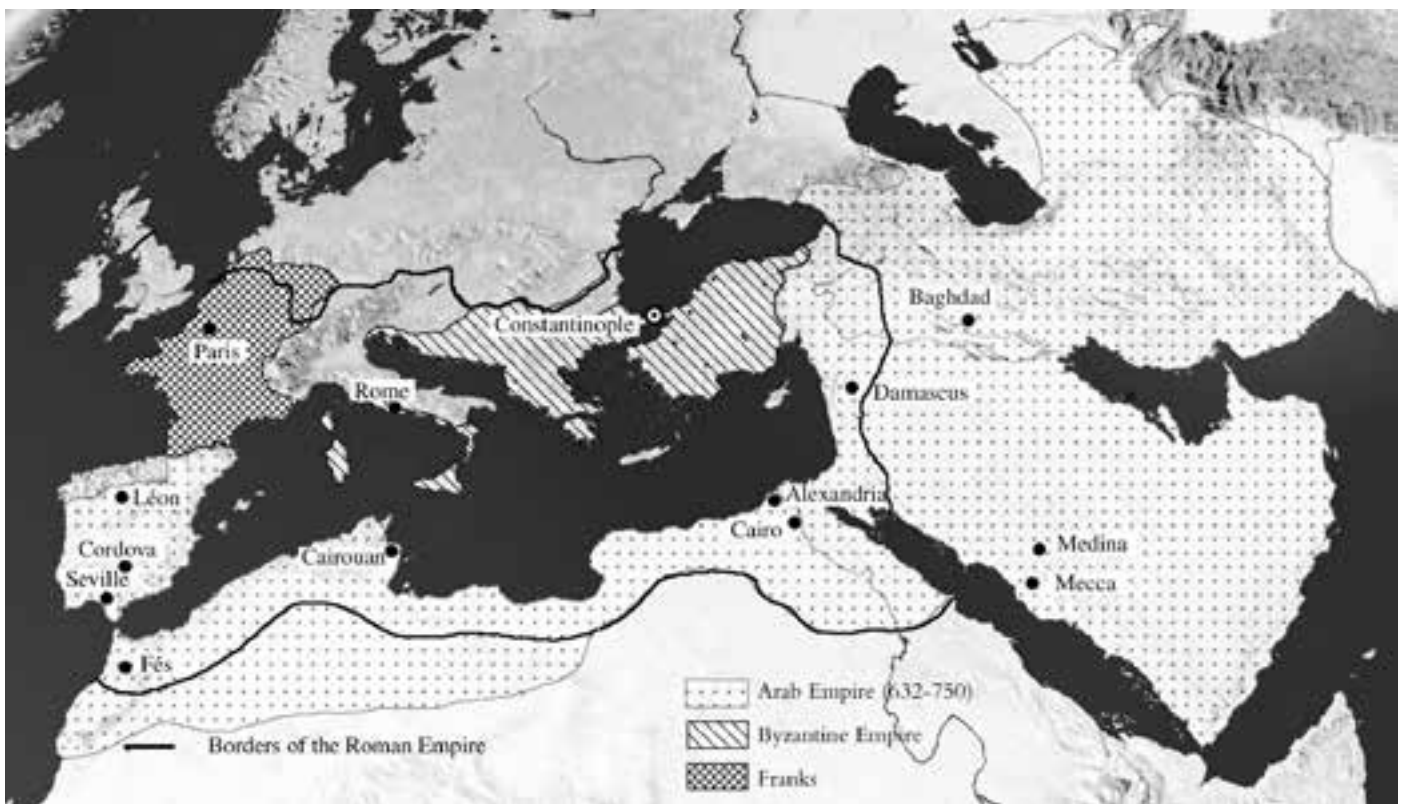 Baghdad
Constantinople
Paris
Rome
Damascus
Léon
Alexandria
Cairo
Cordova
Cairouan
Medina
Seville
Mecca
Fés
Arab Empire (632-750)
Borders of the Roman Empire
Byzantine Empire
Franks